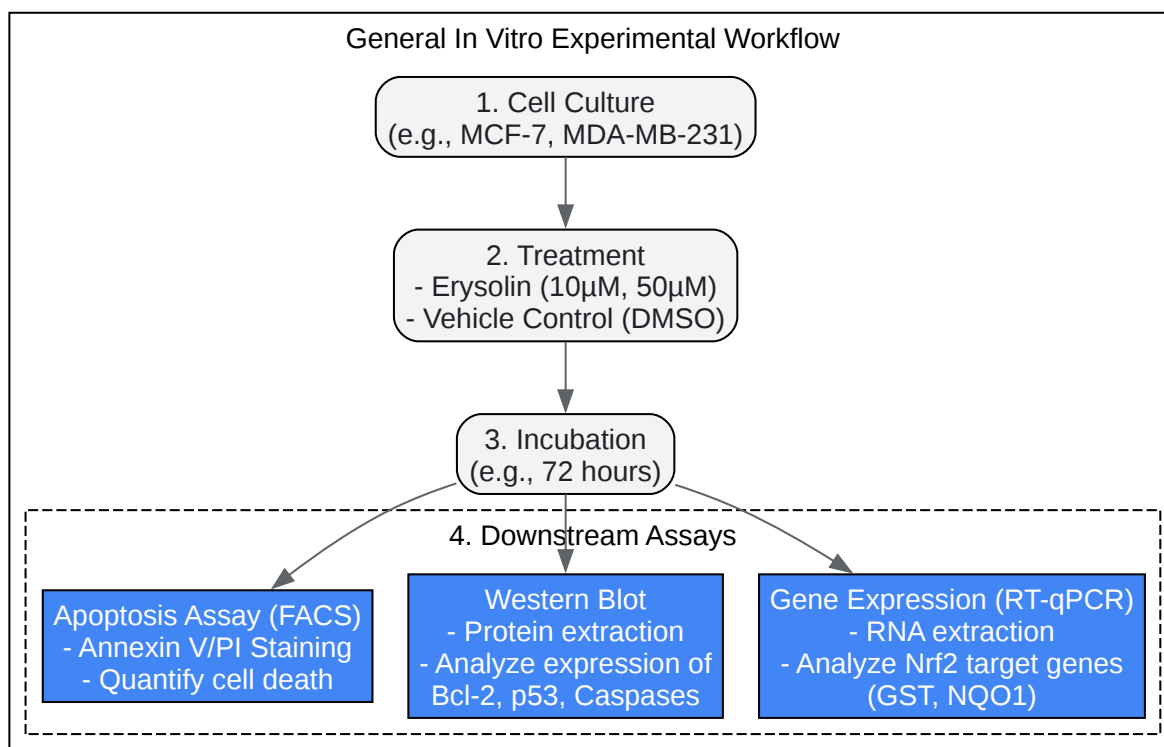 General In Vitro Experimental Workflow
1. Cell Culture
(e.g., MCF-7, MDA-MB-231)
2. Treatment
- Erysolin (10µM, 50µM)
- Vehicle Control (DMSO)
3. Incubation
(e.g., 72 hours)
4. Downstream Assays
Apoptosis Assay (FACS)
- Annexin V/PI Staining
- Quantify cell death
Western Blot
- Protein extraction
- Analyze expression of
Bcl-2, p53, Caspases
Gene Expression (RT-qPCR)
- RNA extraction
- Analyze Nrf2 target genes
(GST, NQO1)